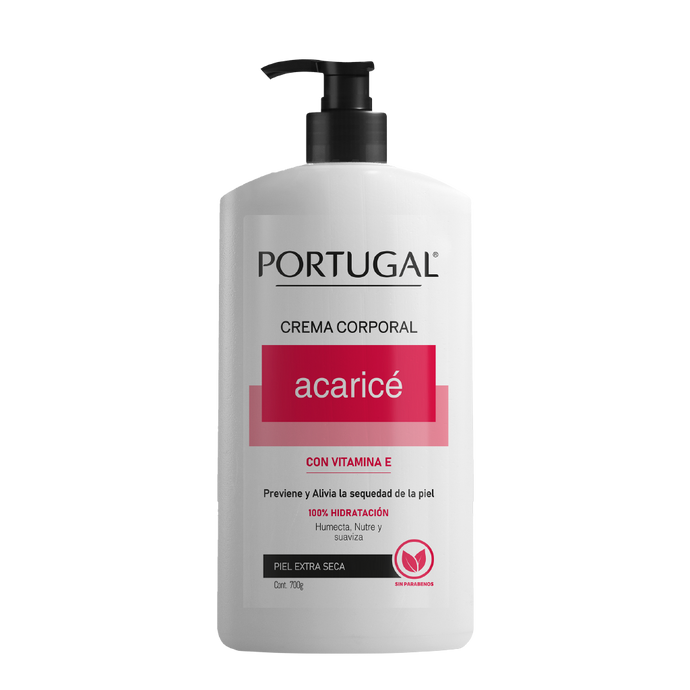 PORTUGAL®
CREMA CORPORAL
acaricé
CON VITAMINA E
Previene y Alivia la sequedad de la piel
100% HIDRATACIÓN
Humecta, Nutre y
suaviza
PIEL EXTRA SECA
Cont. 700g
SIN PARABENOS